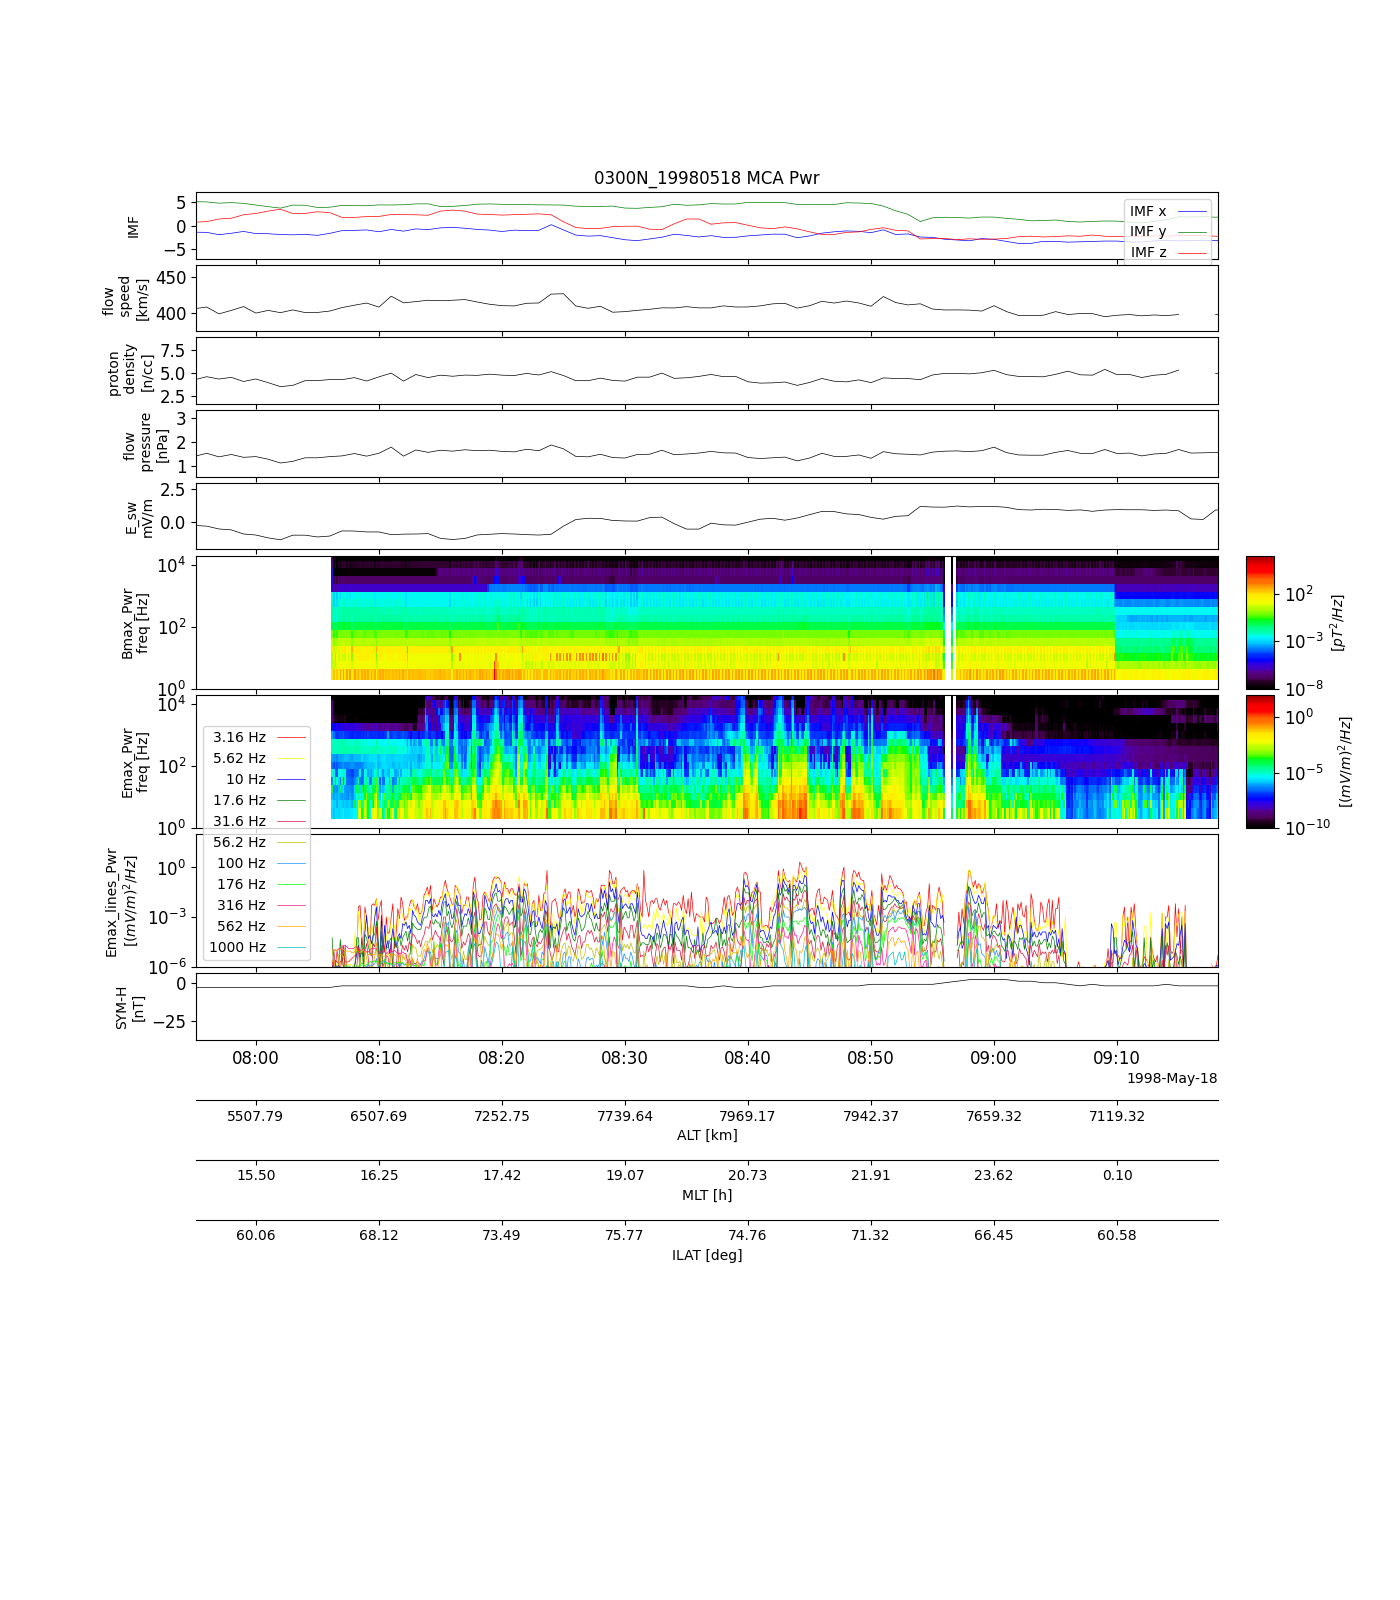 0300N_19980518 MCA Pwr
IMF
5
0
−5
IMF x
IMF y
IMF z
flow
speed
[km/s]
450
400
proton
density
[n/cc]
7.5
5.0
2.5
flow
pressure
[nPa]
3
2
1
E_sw
mV/m
2.5
0.0
Bmax_Pwr
freq [Hz]
10^4
10^2
10^0
10^2
10^−3
10^−8
[pT^2/Hz]
Emax_Pwr
freq [Hz]
10^4
10^2
10^0
10^0
10^−5
10^−10
[(mV/m)^2/Hz]
3.16 Hz
5.62 Hz
10 Hz
17.6 Hz
31.6 Hz
56.2 Hz
100 Hz
176 Hz
316 Hz
562 Hz
1000 Hz
Emax_lines_Pwr
[(mV/m)^2/Hz]
10^0
10^−3
10^−6
SYM-H
[nT]
0
−25
08:00 08:10 08:20 08:30 08:40 08:50 09:00 09:10
1998-May-18
5507.79 6507.69 7252.75 7739.64 7969.17 7942.37 7659.32 7119.32
ALT [km]
15.50 16.25 17.42 19.07 20.73 21.91 23.62 0.10
MLT [h]
60.06 68.12 73.49 75.77 74.76 71.32 66.45 60.58
ILAT [deg]